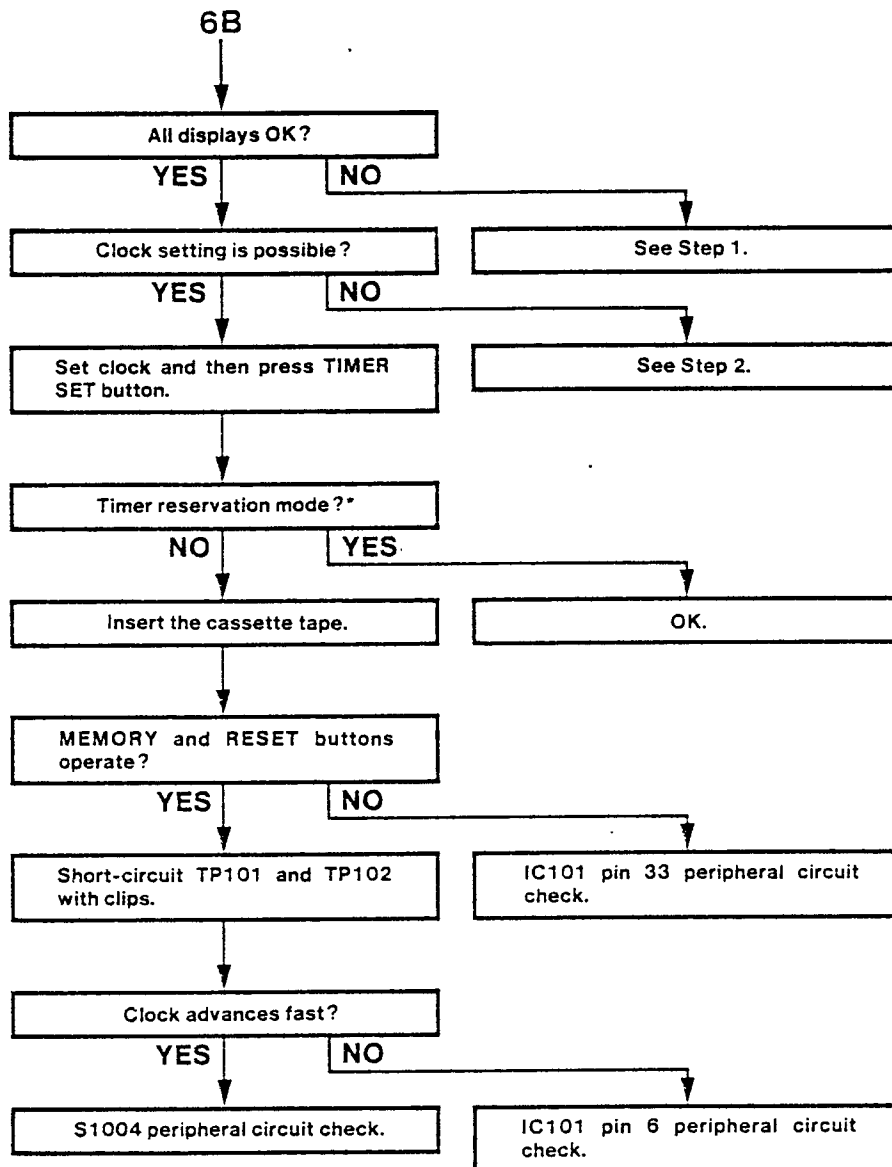 6B
All displays OK?
YES
NO
Clock setting is possible?
See Step 1.
YES
NO
Set clock and then press TIMER
SET button.
See Step 2.
Timer reservation mode?*
NO
YES
Insert the cassette tape.
OK.
MEMORY and RESET buttons
operate?
YES
NO
Short-circuit TP101 and TP102
with clips.
IC101 pin 33 peripheral circuit
check.
Clock advances fast?
YES
NO
S1004 peripheral circuit check.
IC101 pin 6 peripheral circuit
check.